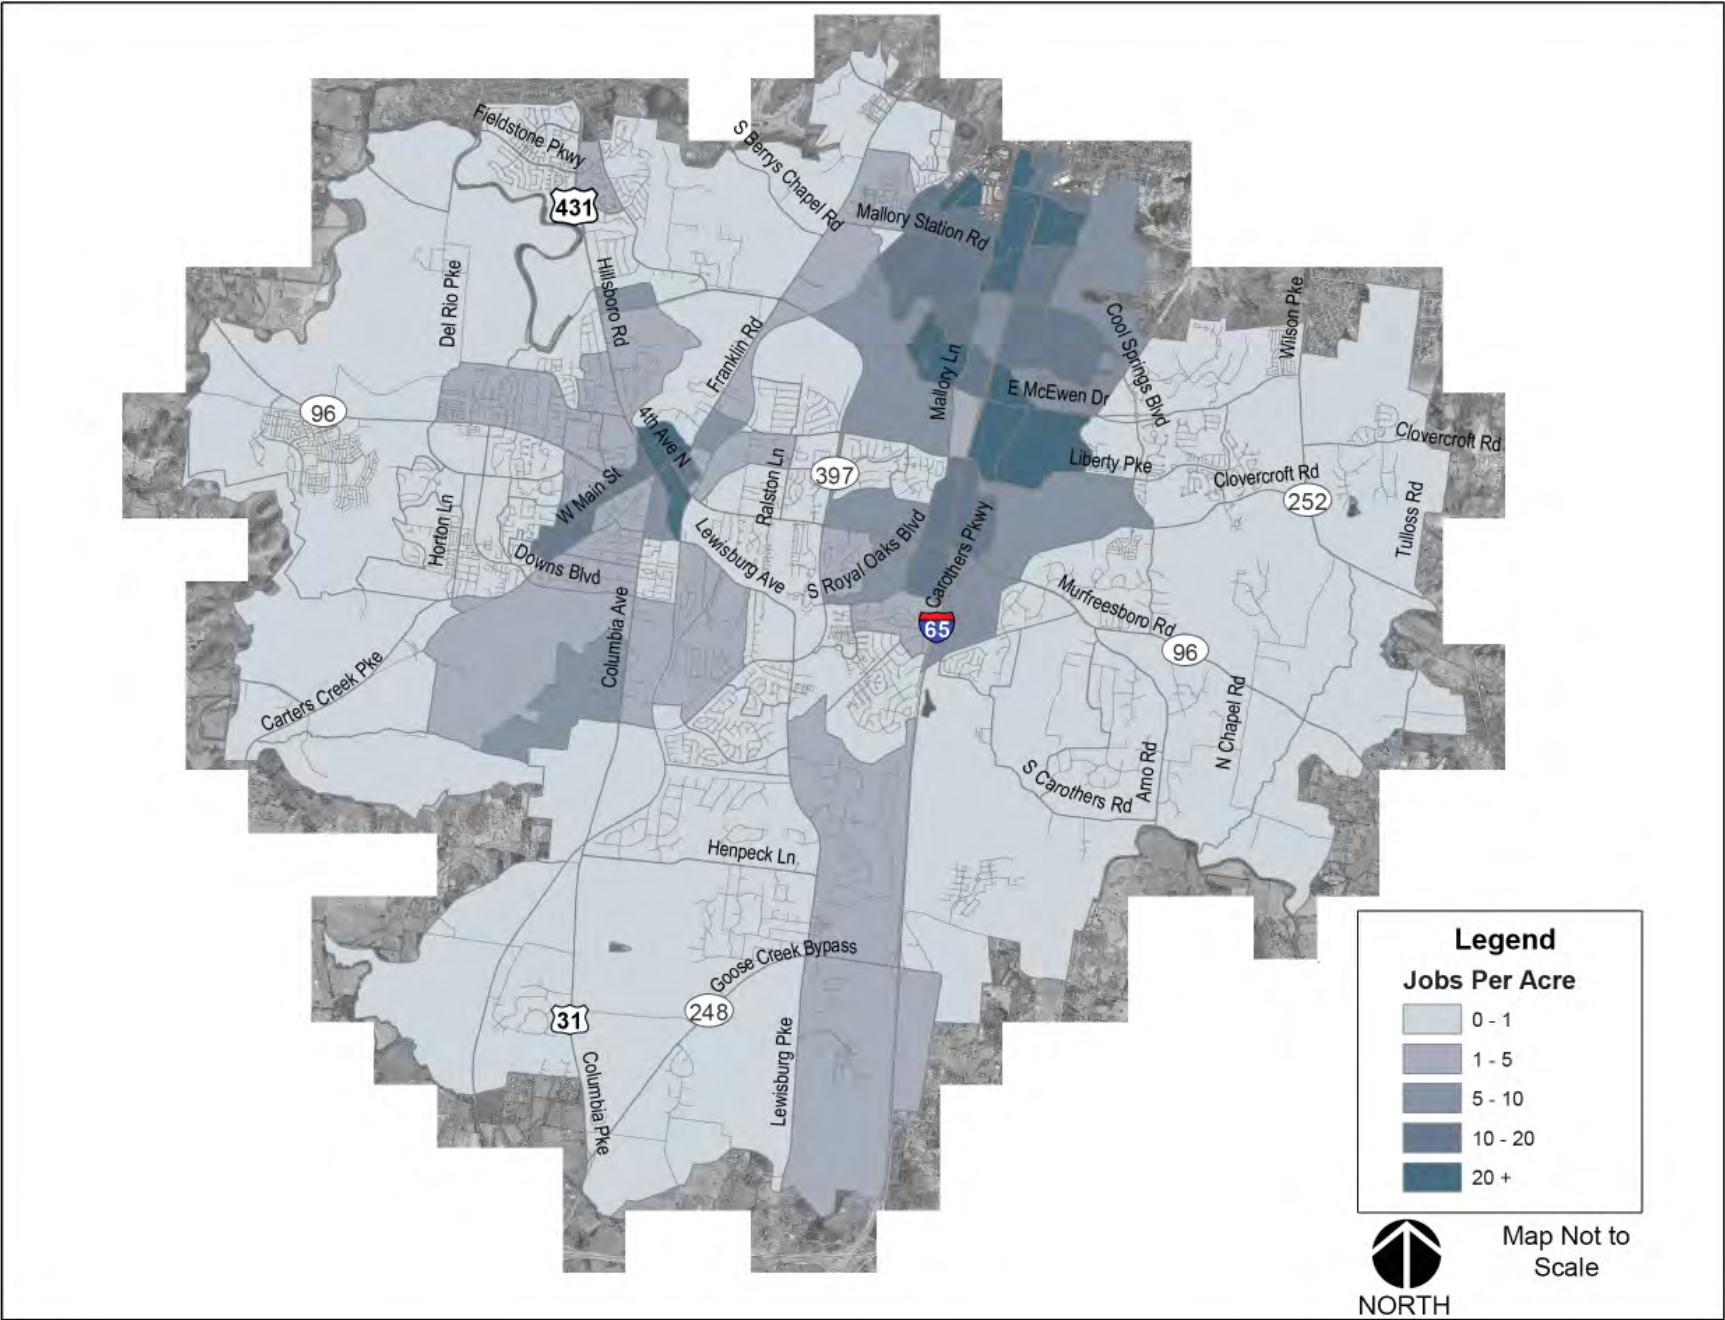 Fieldstone Pkwy
S Berrys Chapel Rd
431
Mallory Station Rd
Hillsboro Rd
Del Rio Pke
Wilson Pke
Cool Springs Blvd
Franklin Rd
Mallory Ln
E McEwen Dr
96
4th Ave N
Clovercroft Rd
Liberty Pke
397
Ralston Ln
Clovercroft Rd
252
W Main St
Horton Ln
Tulloss Rd
Carothers Pkwy
S Royal Oaks Blvd
Lewisburg Ave
Downs Blvd
Columbia Ave
Murfreesboro Rd
65
96
Carters Creek Pke
N Chapel Rd
Arno Rd
S Carothers Rd
Henpeck Ln
Goose Creek Bypass
248
31
Lewisburg Pke
Columbia Pke
Legend
Jobs Per Acre
0 - 1
1 - 5
5 - 10
10 - 20
20 +
Map Not to
Scale
NORTH